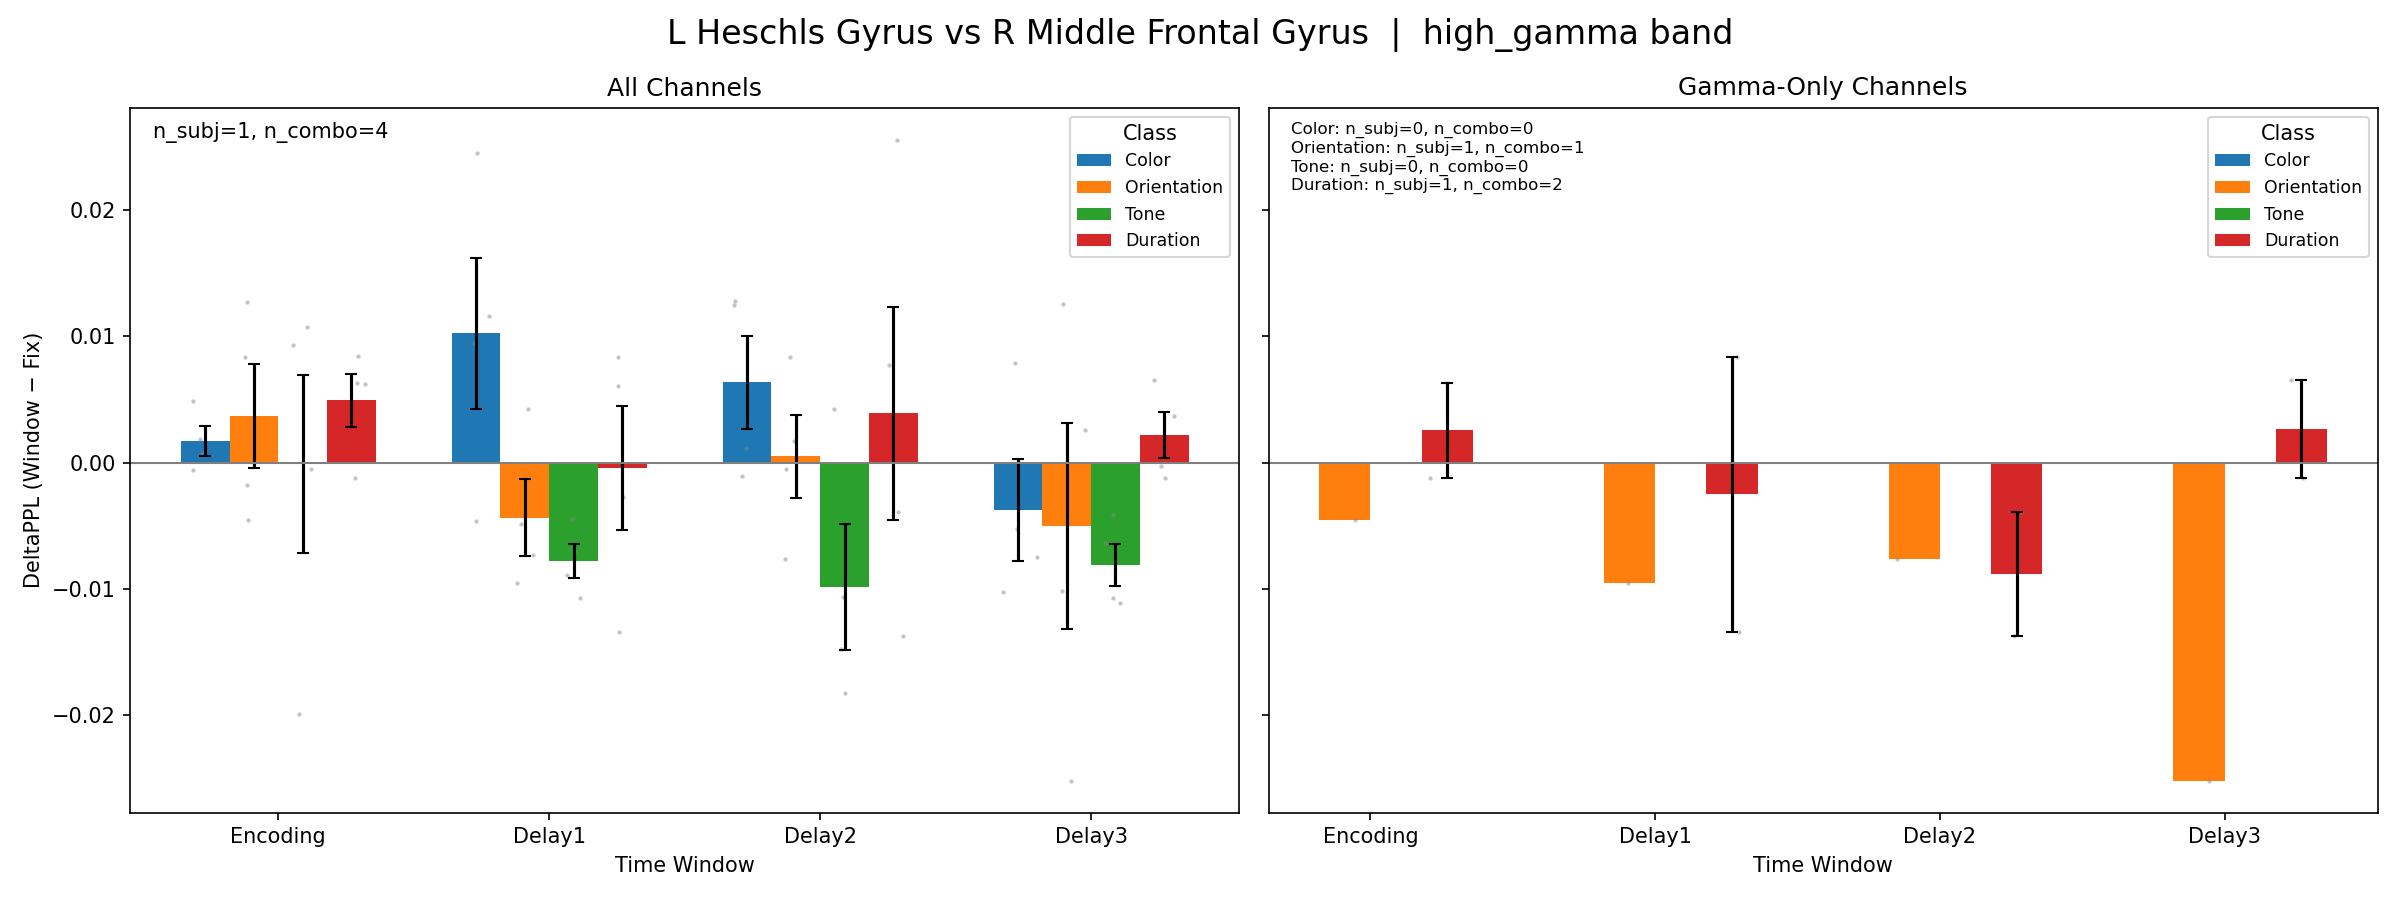 L Heschls Gyrus vs R Middle Frontal Gyrus | high_gamma band
All Channels
n_subj=1, n_combo=4
Class
Color
Orientation
Tone
Duration
0.02
0.01
0.00
−0.01
−0.02
DeltaPPL (Window − Fix)
Encoding
Delay1
Delay2
Delay3
Time Window
Gamma-Only Channels
Color: n_subj=0, n_combo=0
Orientation: n_subj=1, n_combo=1
Tone: n_subj=0, n_combo=0
Duration: n_subj=1, n_combo=2
Class
Color
Orientation
Tone
Duration
Encoding
Delay1
Delay2
Delay3
Time Window